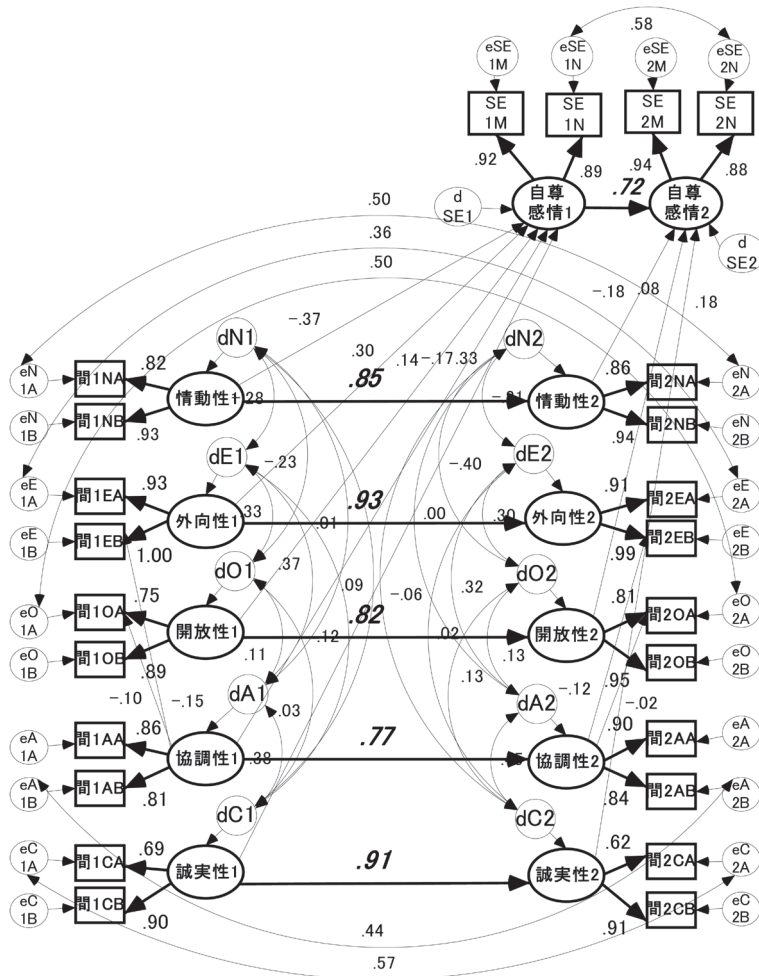 .58
eSE
1M
eSE
1N
eSE
2M
eSE
2N
SE
1M
SE
1N
SE
2M
SE
2N
.92
.89
.94
.88
d
SE1
自尊
感情1
.72
自尊
感情2
d
SE2
.50
.36
.50
-.37
.30
.14
-.17
.33
-.18
.08
.18
dN1
dN2
eN
1A
間1NA
.82
.85
.86
間2NA
eN
2A
情動性1
情動性2
eN
1B
間1NB
.93
.94
間2NB
eN
2B
dE1
-.23
-.40
dE2
eE
1A
間1EA
.93
.93
.91
間2EA
eE
2A
外向性1
.33
.01
.00
.30
外向性2
eE
1B
間1EB
1.00
.99
間2EB
eE
2B
dO1
.37
.32
dO2
.09
-.06
eO
1A
間1OA
.75
.82
.81
間2OA
eO
2A
開放性1
.12
.02
開放性2
eO
1B
間1OB
.89
.11
.13
.95
間2OB
eO
2B
-.10
-.15
dA1
.03
.13
dA2
-.12
-.02
eA
1A
間1AA
.86
.77
.90
間2AA
eA
2A
協調性1
.38
協調性2
eA
1B
間1AB
.81
.84
間2AB
eA
2B
dC1
dC2
eC
1A
間1CA
.69
.91
.62
間2CA
eC
2A
誠実性1
誠実性2
eC
1B
間1CB
.90
.91
間2CB
eC
2B
.44
.57